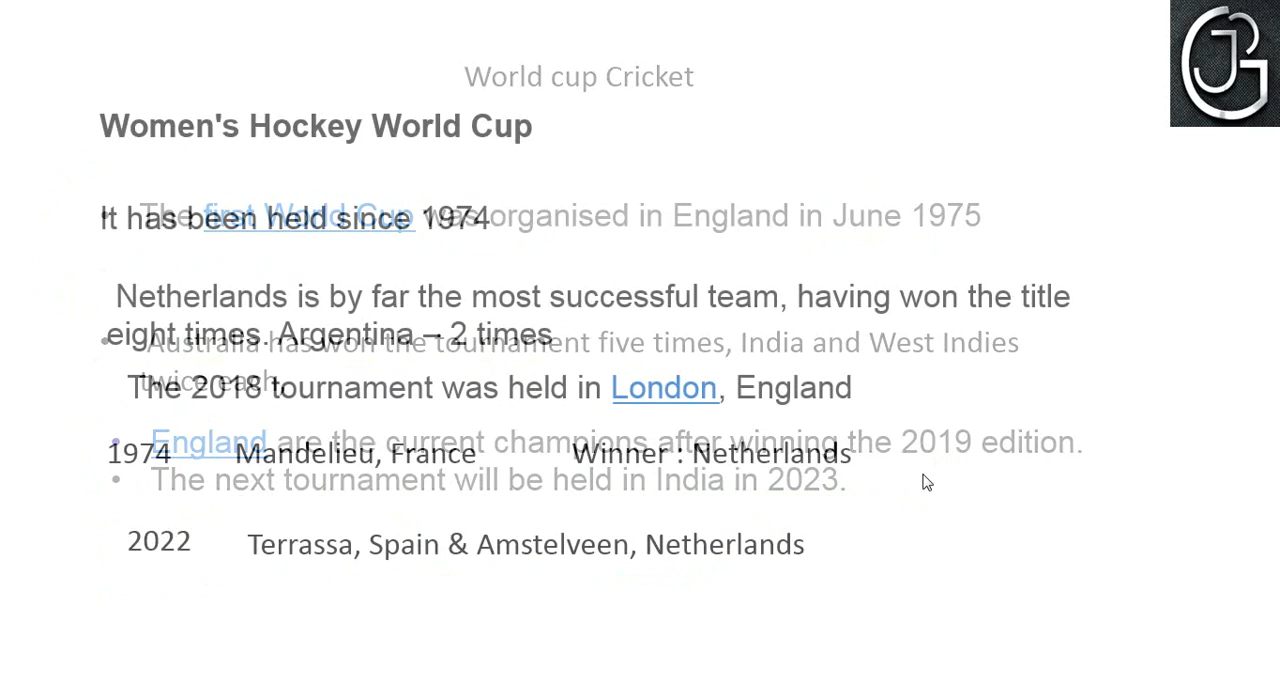 World cup Cricket
Women's Hockey World Cup
It has been held since 1974
• The first World Cup was organised in England in June 1975
Netherlands is by far the most successful team, having won the title
eight times. Argentina – 2 times
• Australia has won the tournament five times, India and West Indies
twice each.
The 2018 tournament was held in London, England
• England are the current champions after winning the 2019 edition.
1974 Mandelieu, France Winner : Netherlands
• The next tournament will be held in India in 2023.
2022 Terrassa, Spain & Amstelveen, Netherlands